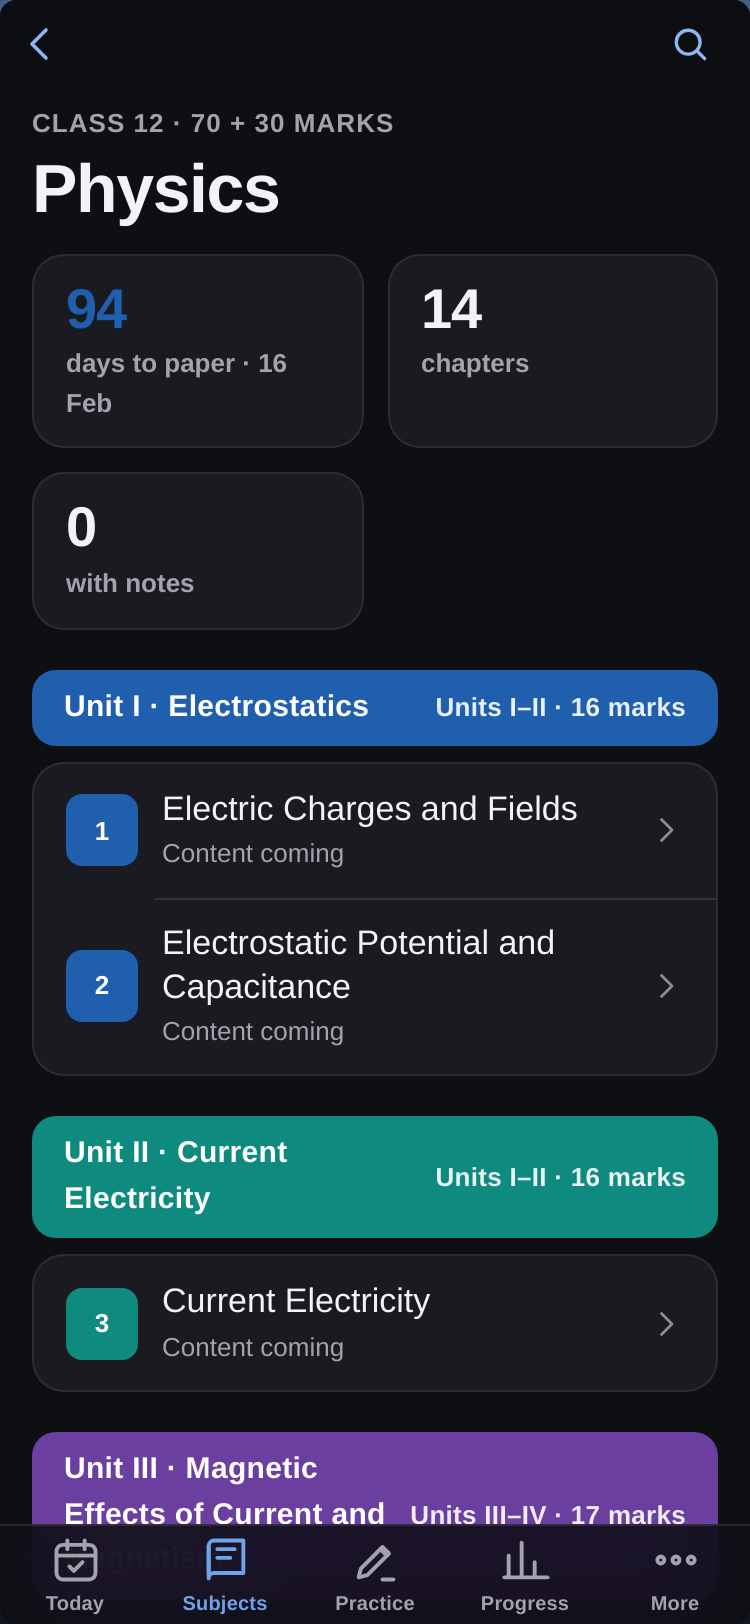 CLASS 12 · 70 + 30 MARKS
Physics
94
days to paper · 16
Feb
14
chapters
0
with notes
Unit I · Electrostatics
Units I–II · 16 marks
1
Electric Charges and Fields
Content coming
2
Electrostatic Potential and
Capacitance
Content coming
Unit II · Current
Electricity
Units I–II · 16 marks
3
Current Electricity
Content coming
Unit III · Magnetic
Effects of Current and
Units III–IV · 17 marks
Today
Subjects
Practice
Progress
More